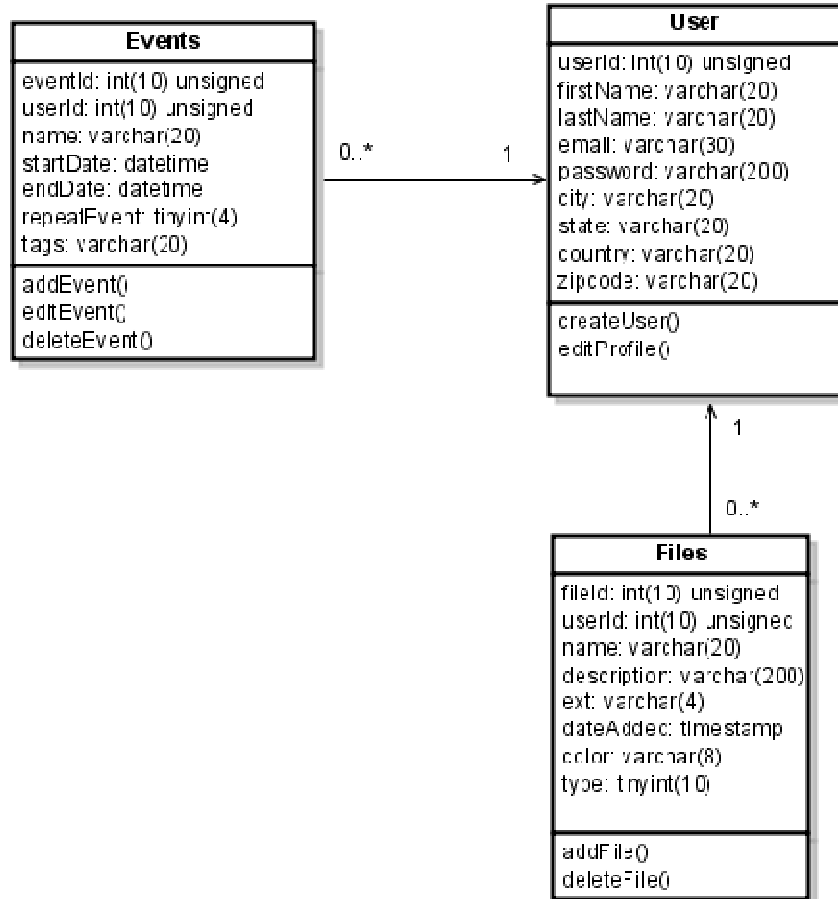 Events
eventId: int(10) unsigned
userId: int(10) unsigned
name: varchar(20)
startDate: datetime
endDate: datetime
repeatEvent: tinyint(4)
tags: varchar(20)
addEvent()
editEvent()
deleteEvent()
0..*
1
User
userId: int(10) unsigned
firstName: varchar(20)
lastName: varchar(20)
email: varchar(30)
password: varchar(200)
city: varchar(20)
state: varchar(20)
country: varchar(20)
zipcode: varchar(20)
createUser()
editProfile()
1
0..*
Files
fileId: int(10) unsigned
userId: int(10) unsigned
name: varchar(20)
description: varchar(200)
ext: varchar(4)
dateAdded: timestamp
color: varchar(8)
type: tinyint(10)
addFile()
deleteFile()